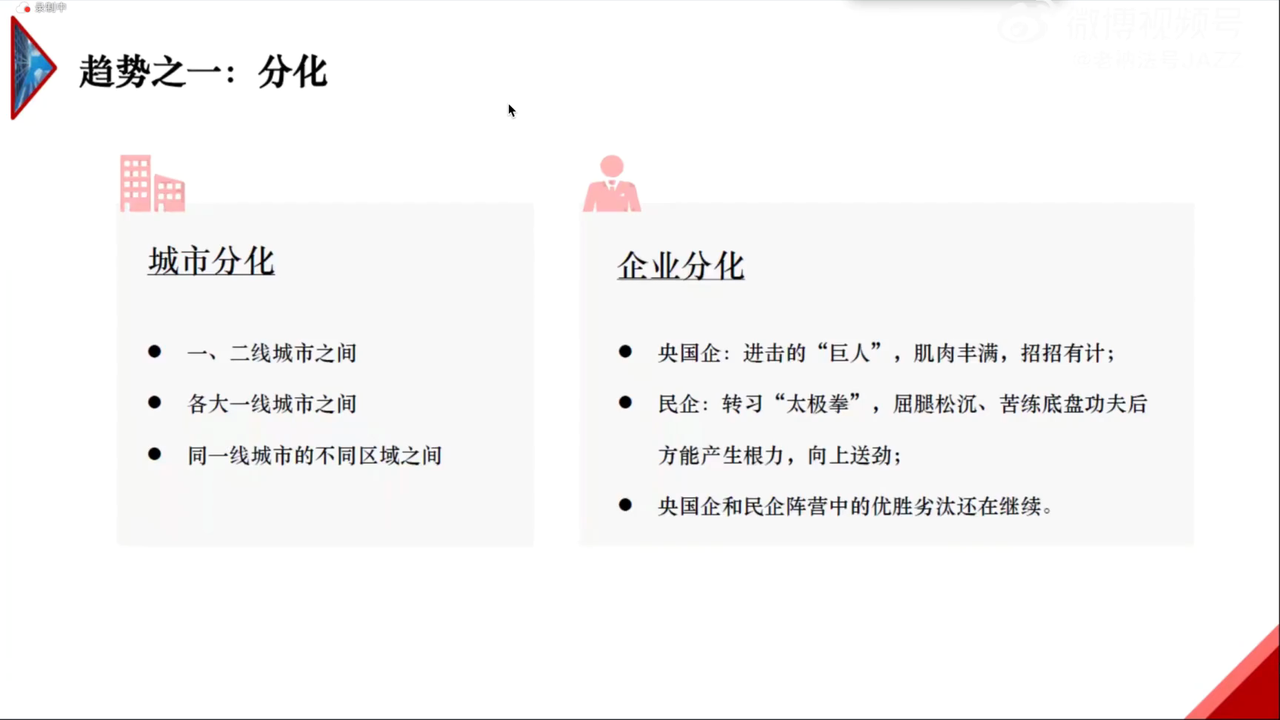 录制中
微博视频号
趋势之一：分化
城市分化
一、二线城市之间
各大一线城市之间
同一线城市的不同区域之间
企业分化
央国企：进击的“巨人”，肌肉丰满，招招有计；
民企：转习“太极拳”，屈腿松沉、苦练底盘功夫后
方能产生根力，向上送劲；
央国企和民企阵营中的优胜劣汰还在继续。